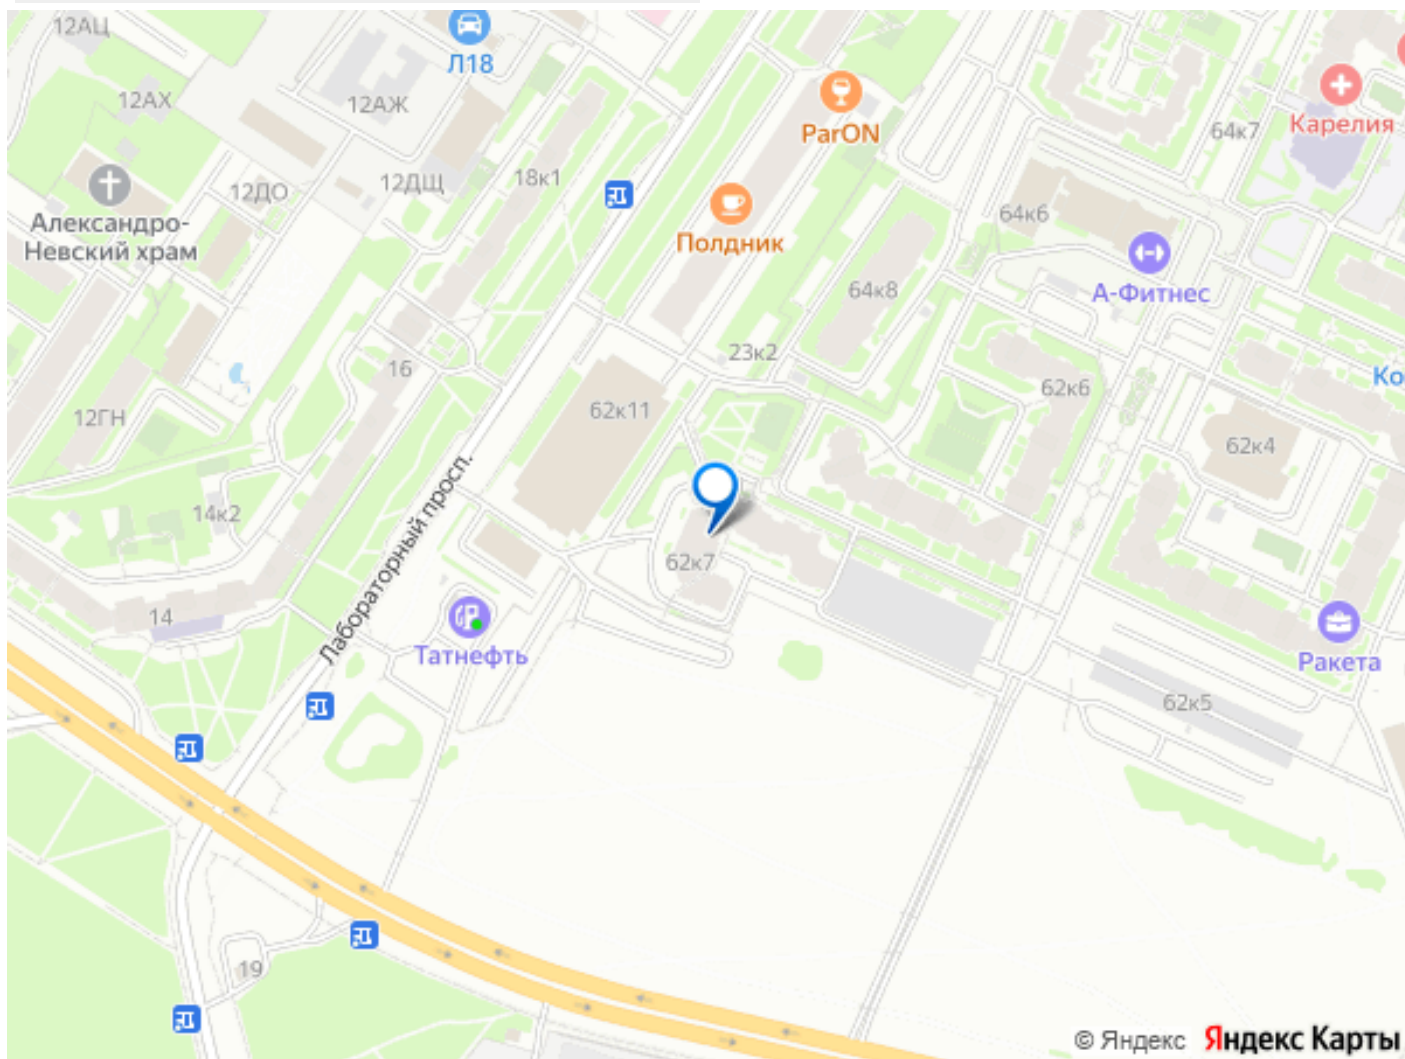 12АЦ
Л18
12АХ
12АЖ
ParON
Карелия
64к7
18к1
12ДЩ
12ДО
Александро-
Невский храм
64к6
Полдник
А-Фитнес
64к8
23к2
16
Ко
62к6
12ГН
62к11
62к4
14к2
Лабораторный просп.
62к7
14
Татнефть
Ракета
62к5
19
© Яндекс Яндекс Карты